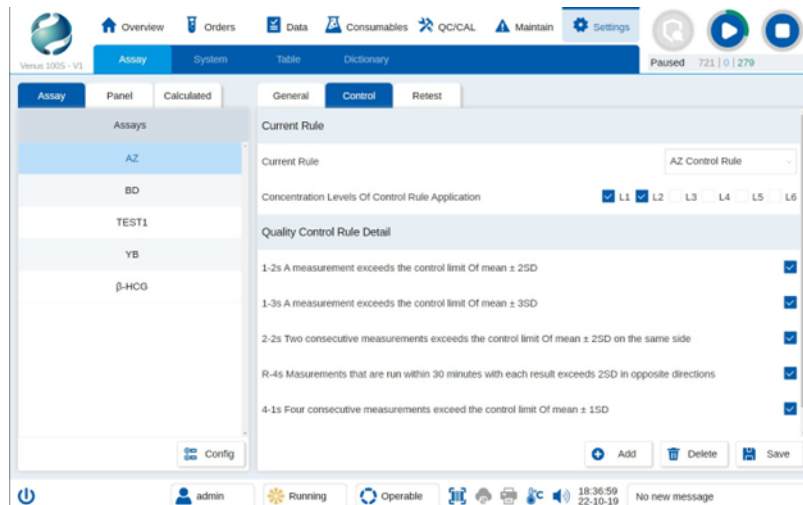 Overview Orders Data Consumables QC/CAL Maintain Settings
Venus 100S - V1 Assay System Table Dictionary Paused 721 | 0 | 279
Assay Panel Calculated General Control Retest
Assays Current Rule
AZ Current Rule AZ Control Rule
BD Concentration Levels Of Control Rule Application L1 L2 L3 L4 L5 L6
TEST1 Quality Control Rule Detail
YB 1-2s A measurement exceeds the control limit Of mean ± 2SD
β-HCG 1-3s A measurement exceeds the control limit Of mean ± 3SD
2-2s Two consecutive measurements exceeds the control limit Of mean ± 2SD on the same side
R-4s Masurements that are run within 30 minutes with each result exceeds 2SD in opposite directions
4-1s Four consecutive measurements exceed the control limit Of mean ± 1SD
Config Add Delete Save
admin Running Operable °C 18:36:59 No new message
22-10-19